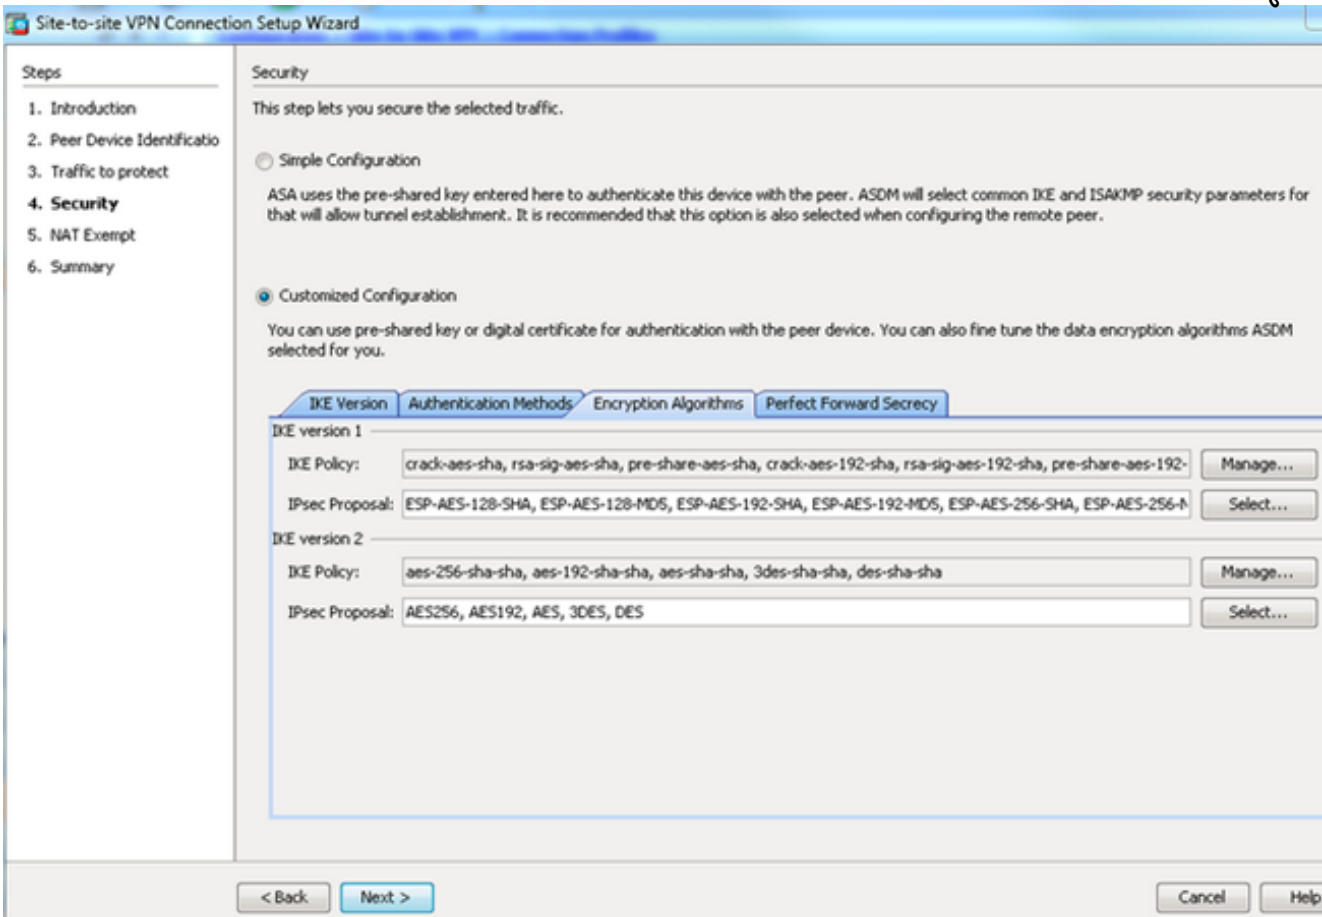 Site-to-site VPN Connection Setup Wizard
Steps
1. Introduction
2. Peer Device Identificatio
3. Traffic to protect
4. Security
5. NAT Exempt
6. Summary
Security
This step lets you secure the selected traffic.
Simple Configuration
ASA uses the pre-shared key entered here to authenticate this device with the peer. ASDM will select common IKE and ISAKMP security parameters for
that will allow tunnel establishment. It is recommended that this option is also selected when configuring the remote peer.
Customized Configuration
You can use pre-shared key or digital certificate for authentication with the peer device. You can also fine tune the data encryption algorithms ASDM
selected for you.
IKE Version Authentication Methods Encryption Algorithms Perfect Forward Secrecy
IKE version 1
IKE Policy: crack-aes-sha, rsa-sig-aes-sha, pre-share-aes-sha, crack-aes-192-sha, rsa-sig-aes-192-sha, pre-share-aes-192- Manage...
IPsec Proposal: ESP-AES-128-SHA, ESP-AES-128-MD5, ESP-AES-192-SHA, ESP-AES-192-MD5, ESP-AES-256-SHA, ESP-AES-256-M Select...
IKE version 2
IKE Policy: aes-256-sha-sha, aes-192-sha-sha, aes-sha-sha, 3des-sha-sha, des-sha-sha Manage...
IPsec Proposal: AES256, AES192, AES, 3DES, DES Select...
< Back Next > Cancel Help